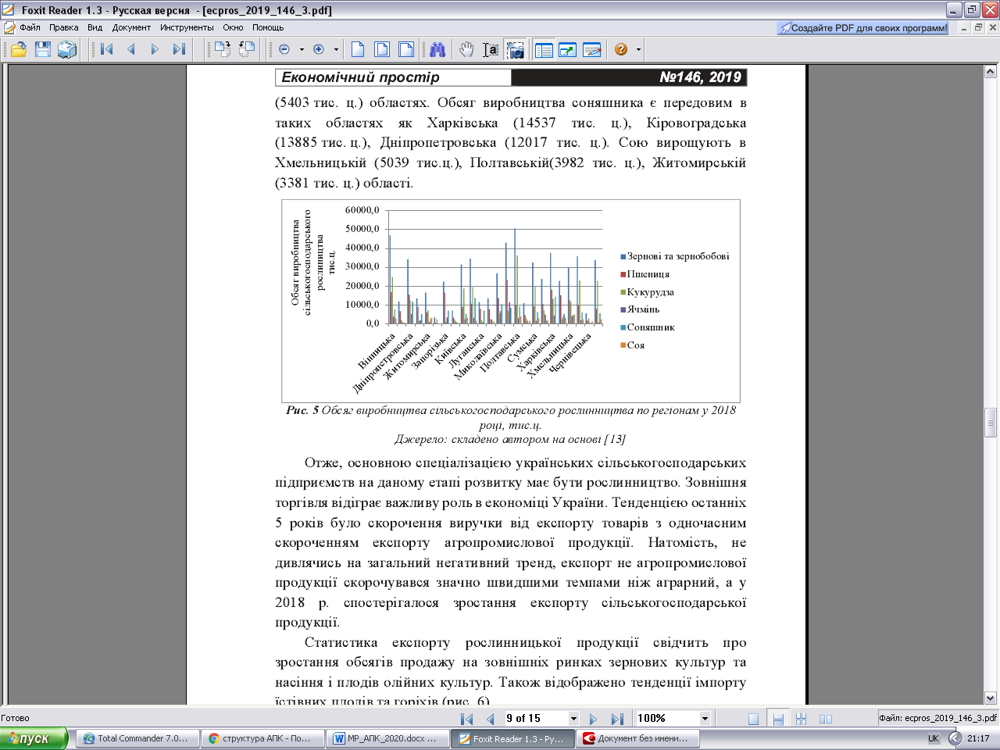 Foxit Reader 1.3 - Русская версия - [ecpros_2019_146_3.pdf]
Файл Правка Вид Документ Инструменты Окно Помощь
Создайте PDF для своих программ!
Економічний простір №146, 2019
(5403 тис. ц.) областях. Обсяг виробництва соняшника є передовим в
таких областях як Харківська (14537 тис. ц.), Кіровоградська
(13885 тис. ц.), Дніпропетровська (12017 тис. ц.). Сою вирощують в
Хмельницькій (5039 тис.ц.), Полтавській(3982 тис. ц.), Житомирській
(3381 тис. ц.) області.
Обсяг виробництва
сільськогосподарського
рослиництва
тис.ц.
60000,0
50000,0
40000,0
30000,0
20000,0
10000,0
0,0
Вінницька
Дніпропетровська
Житомирська
Запорізька
Київська
Луганська
Миколаївська
Полтавська
Сумська
Харківська
Хмельницька
Чернівецька
Зернові та зернобобові
Пшениця
Кукурудза
Ячмінь
Соняшник
Соя
Рис. 5 Обсяг виробництва сільськогосподарського рослинництва по регіонам у 2018
році, тис.ц.
Джерело: складено автором на основі [13]
Отже, основною спеціалізацією українських сільськогосподарських
підприємств на даному етапі розвитку має бути рослинництво. Зовнішня
торгівля відіграє важливу роль в економіці України. Тенденцією останніх
5 років було скорочення виручки від експорту товарів з одночасним
скороченням експорту агропромислової продукції. Натомість, не
дивлячись на загальний негативний тренд, експорт не агропромислової
продукції скорочувався значно швидшими темпами ніж аграрний, а у
2018 р. спостерігалося зростання експорту сільськогосподарської
продукції.
Статистика експорту рослинницької продукції свідчить про
зростання обсягів продажу на зовнішніх ринках зернових культур та
насіння і плодів олійних культур. Також відображено тенденції імпорту
їстівних плодів та горіхів (рис. 6)
Готово 9 of 15 100% Файл: ecpros_2019_146_3.pdf
пуск Total Commander 7.0... структура АПК - По... MP_АПК_2020.docx ... Foxit Reader 1.3 - Ру... Документ без имени... UK 21:17